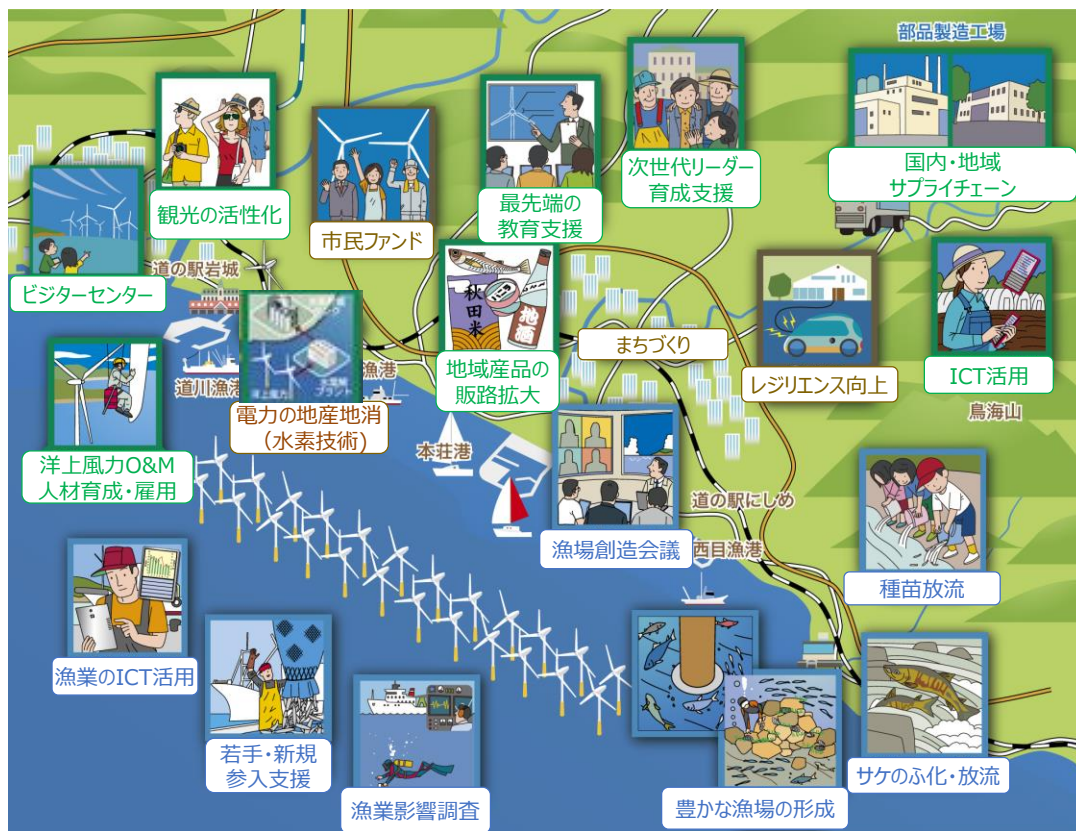 部品製造工場
国内・地域
サプライチェーン
次世代リーダー
育成支援
最先端の
教育支援
観光の活性化
市民ファンド
ビジターセンター
道の駅岩城
道川漁港
洋上風力
プラント
漁港
電力の地産地消
(水素技術)
秋田米
地酒
地域産品の
販路拡大
まちづくり
レジリエンス向上
ICT活用
鳥海山
洋上風力O&M
人材育成・雇用
本荘港
道の駅にしめ
西目漁港
漁場創造会議
種苗放流
漁業のICT活用
若手・新規
参入支援
漁業影響調査
豊かな漁場の形成
サケのふ化・放流